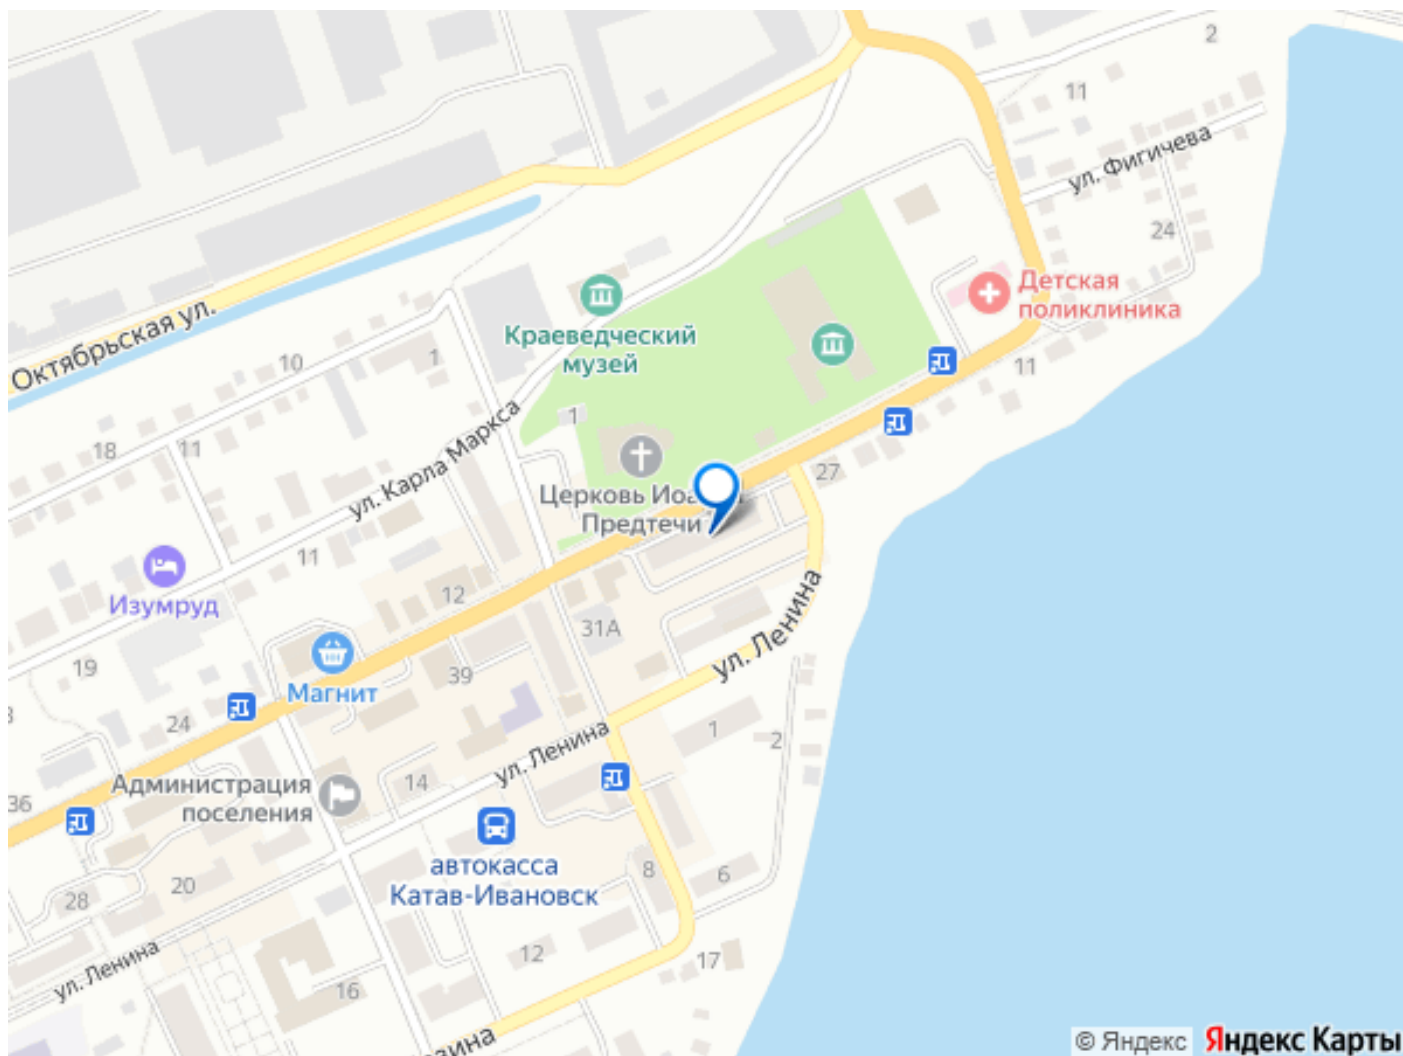 2
11
ул. Фигичева
24
Детская
поликлиника
Октябрьская ул.
Краеведческий
музей
10
1
11
1
18
11
ул. Карла Маркса
27
Церковь Иоа
Предтечи
11
Изумруд
12
31А
ул. Ленина
19
39
Магнит
24
1
2
ул. Ленина
Администрация
поселения
14
36
автокасса
Катав-Ивановск
8
6
20
28
12
17
ул. Ленина
16
зина
© Яндекс Яндекс Карты